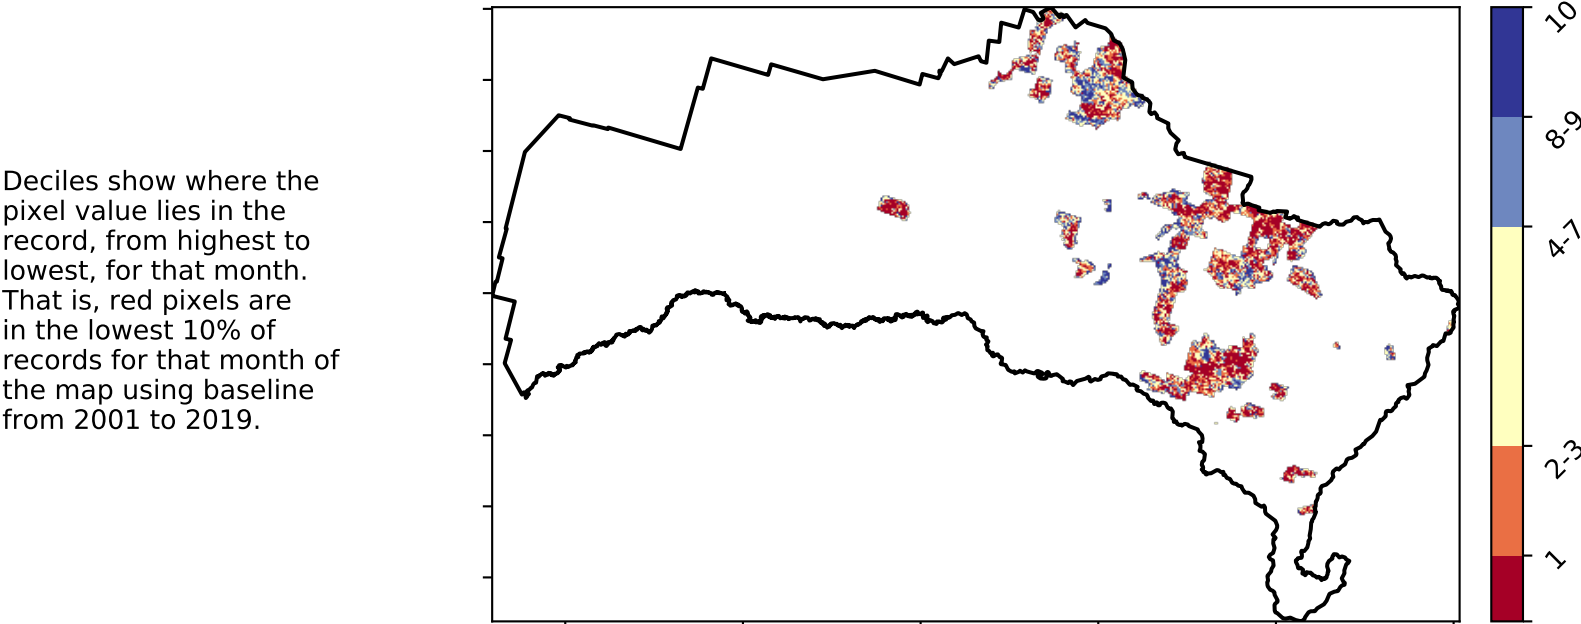 Deciles show where the
pixel value lies in the
record, from highest to
lowest, for that month.
That is, red pixels are
in the lowest 10% of
records for that month of
the map using baseline
from 2001 to 2019.
10
8-9
4-7
2-3
1